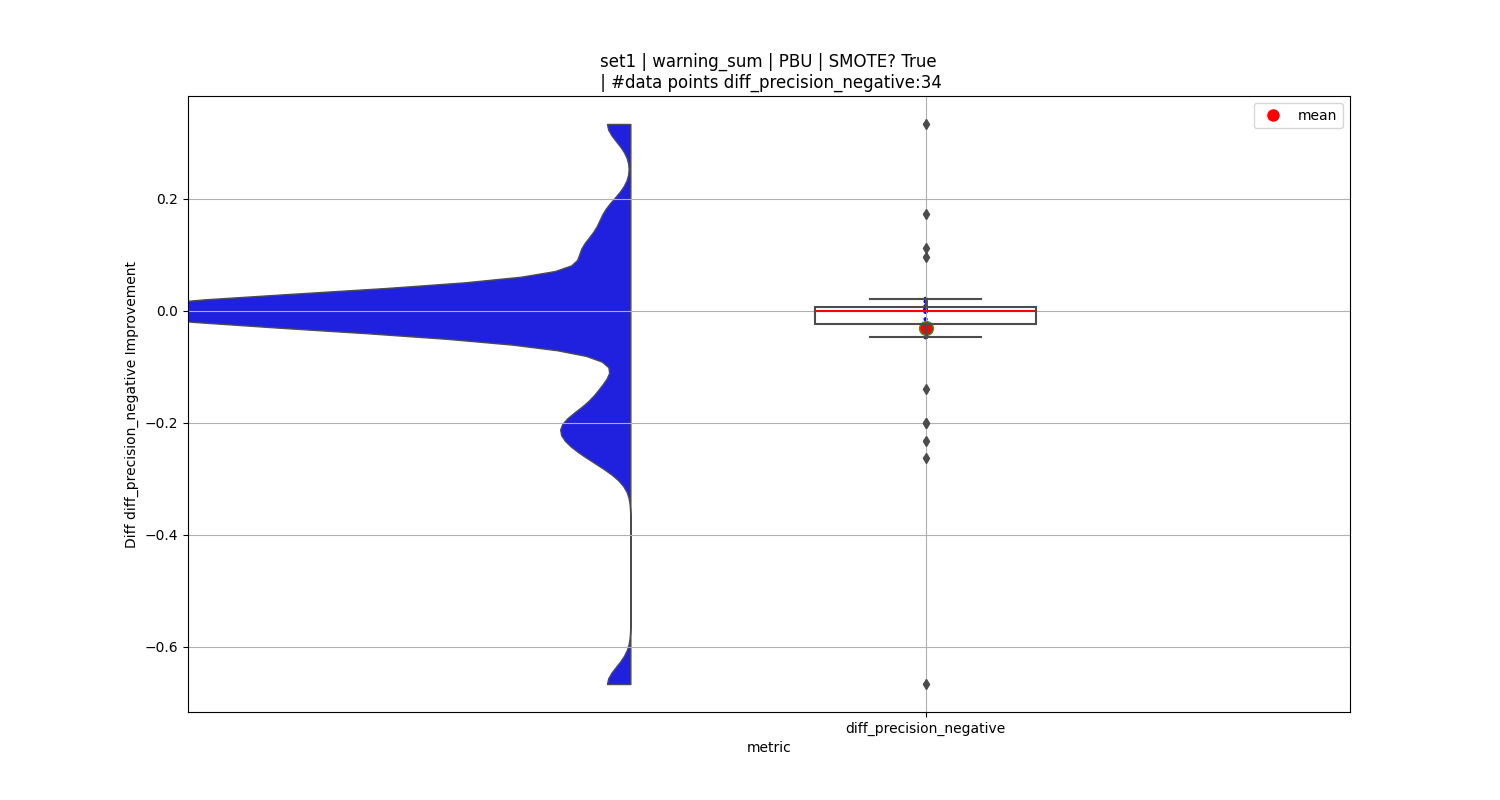 set1 | warning_sum | PBU | SMOTE? True
| #data points diff_precision_negative:34
mean
0.2
0.0
−0.2
−0.4
−0.6
Diff diff_precision_negative Improvement
diff_precision_negative
metric